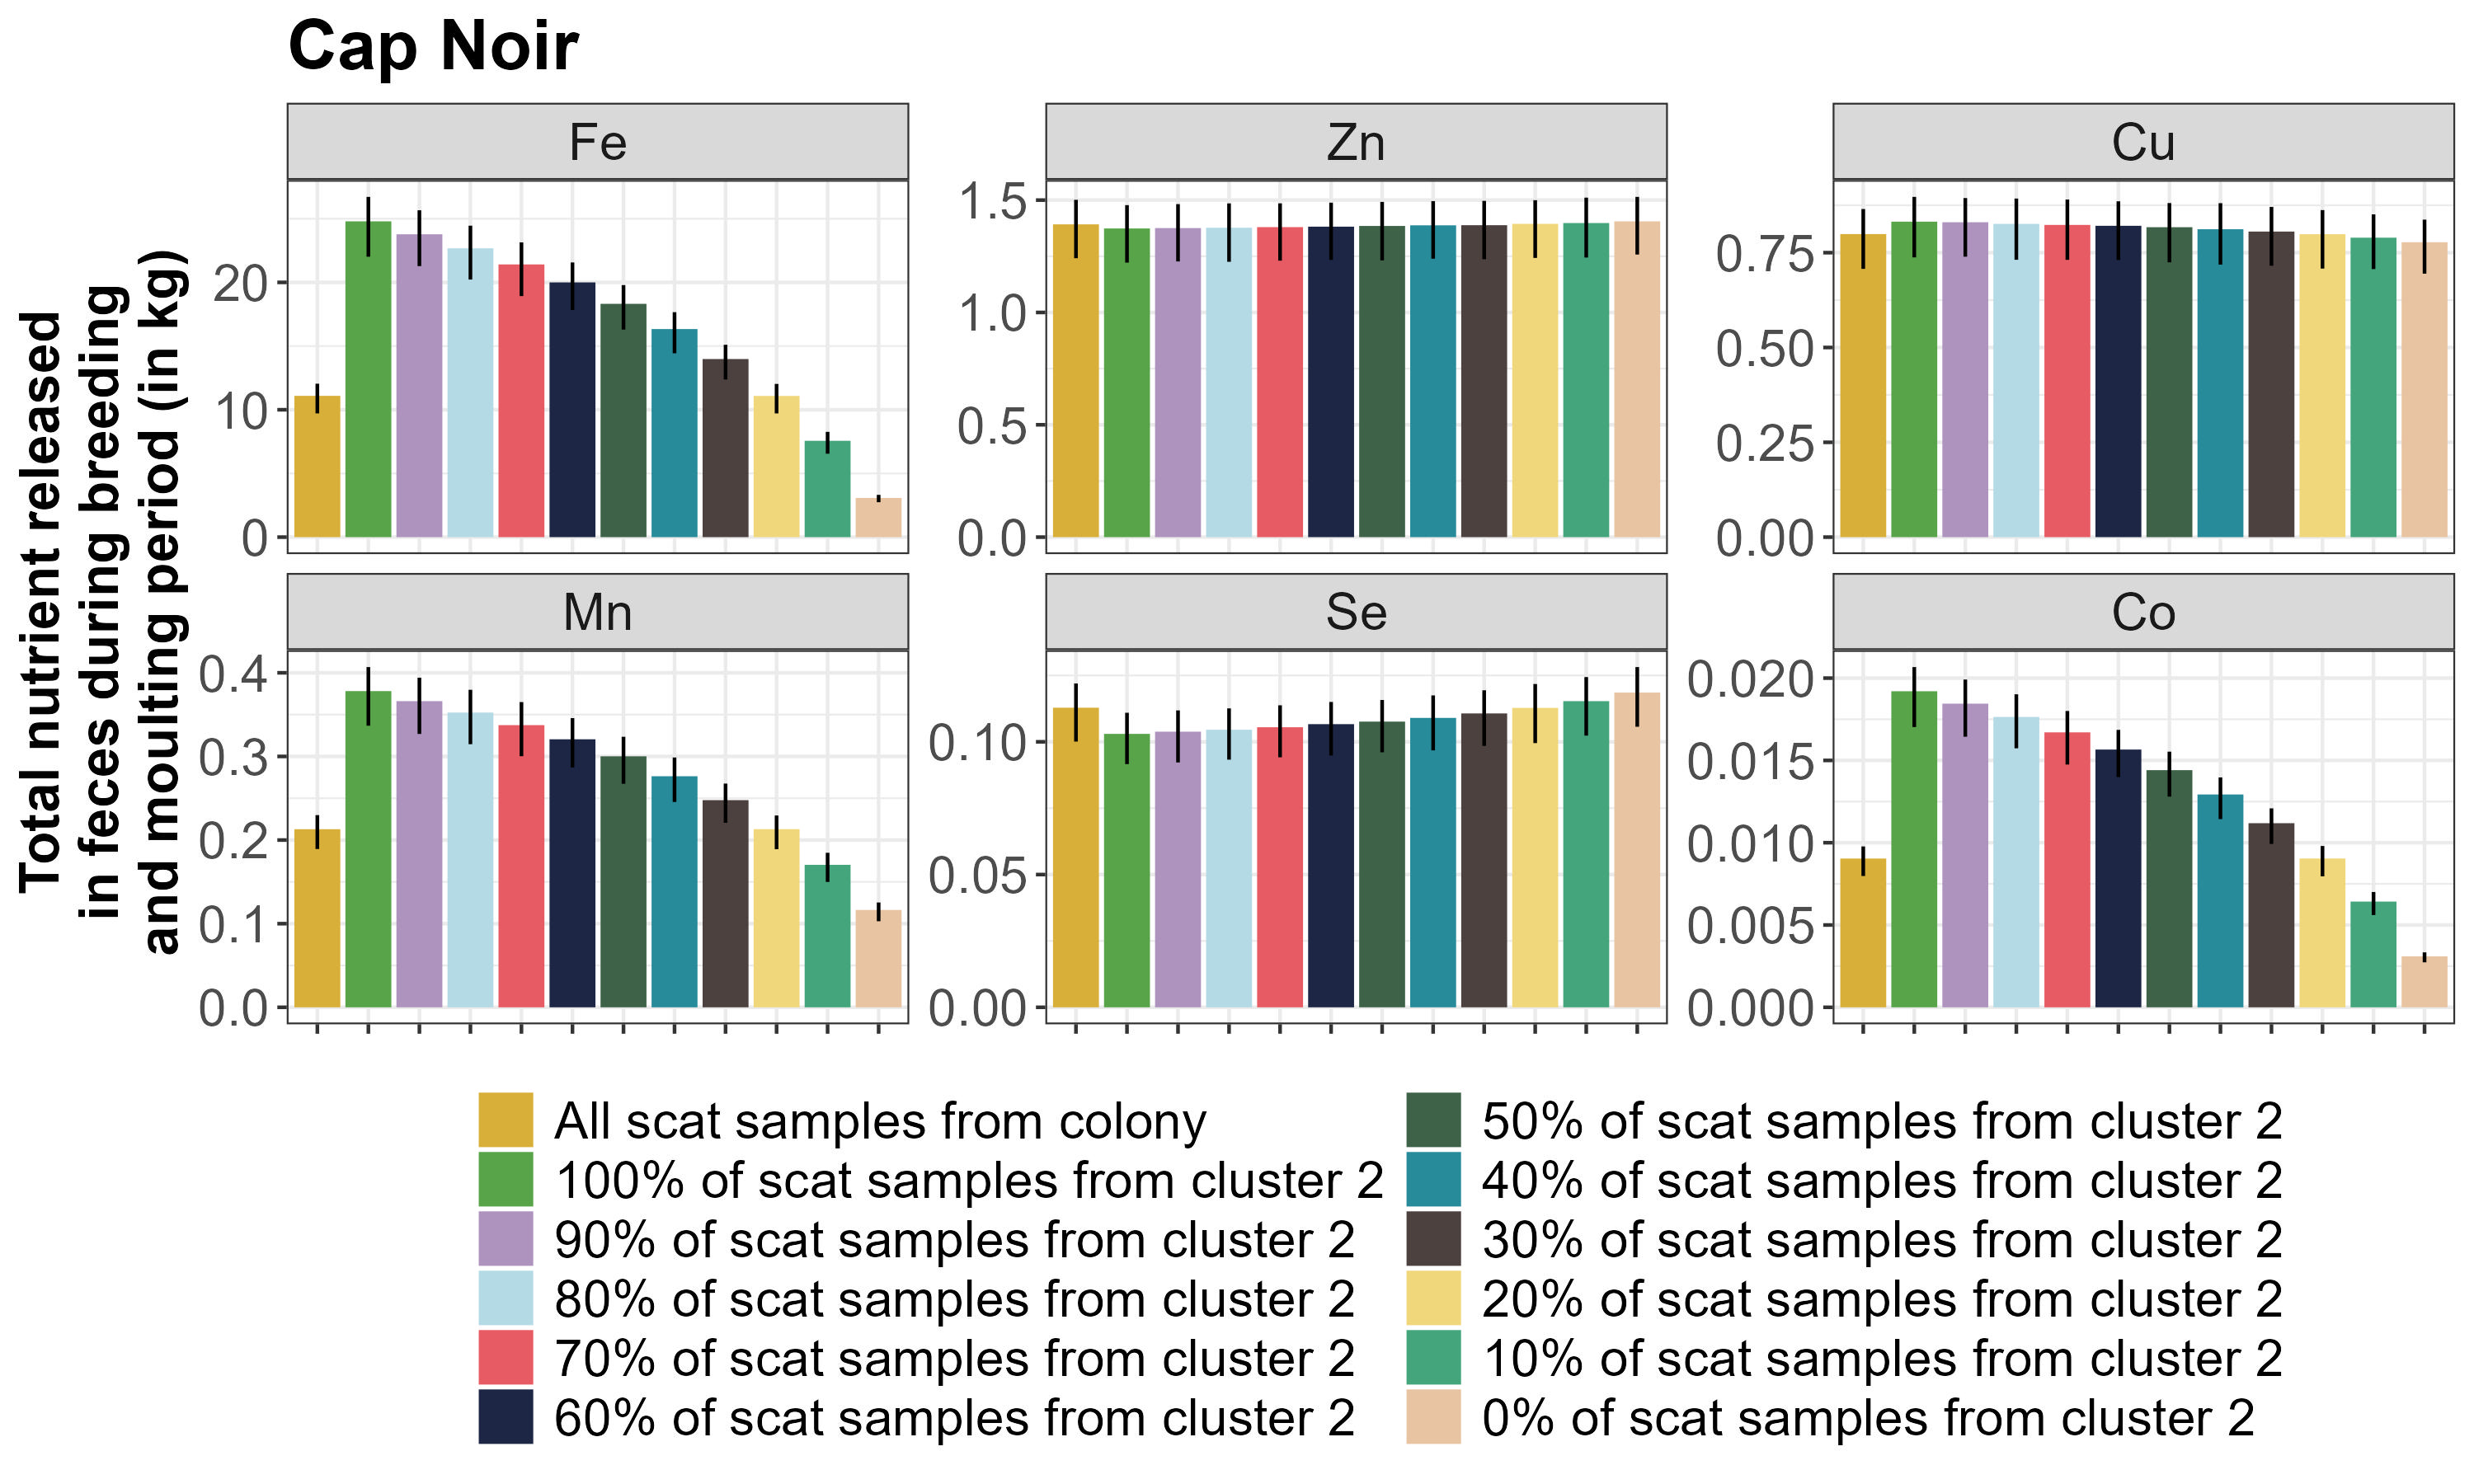 Cap Noir
Total nutrient released
in feces during breeding
and moulting period (in kg)
Fe
20
10
0
Zn
1.5
1.0
0.5
0.0
Cu
0.75
0.50
0.25
0.00
Mn
0.4
0.3
0.2
0.1
0.0
Se
0.10
0.05
0.00
Co
0.020
0.015
0.010
0.005
0.000
All scat samples from colony
100% of scat samples from cluster 2
90% of scat samples from cluster 2
80% of scat samples from cluster 2
70% of scat samples from cluster 2
60% of scat samples from cluster 2
50% of scat samples from cluster 2
40% of scat samples from cluster 2
30% of scat samples from cluster 2
20% of scat samples from cluster 2
10% of scat samples from cluster 2
0% of scat samples from cluster 2